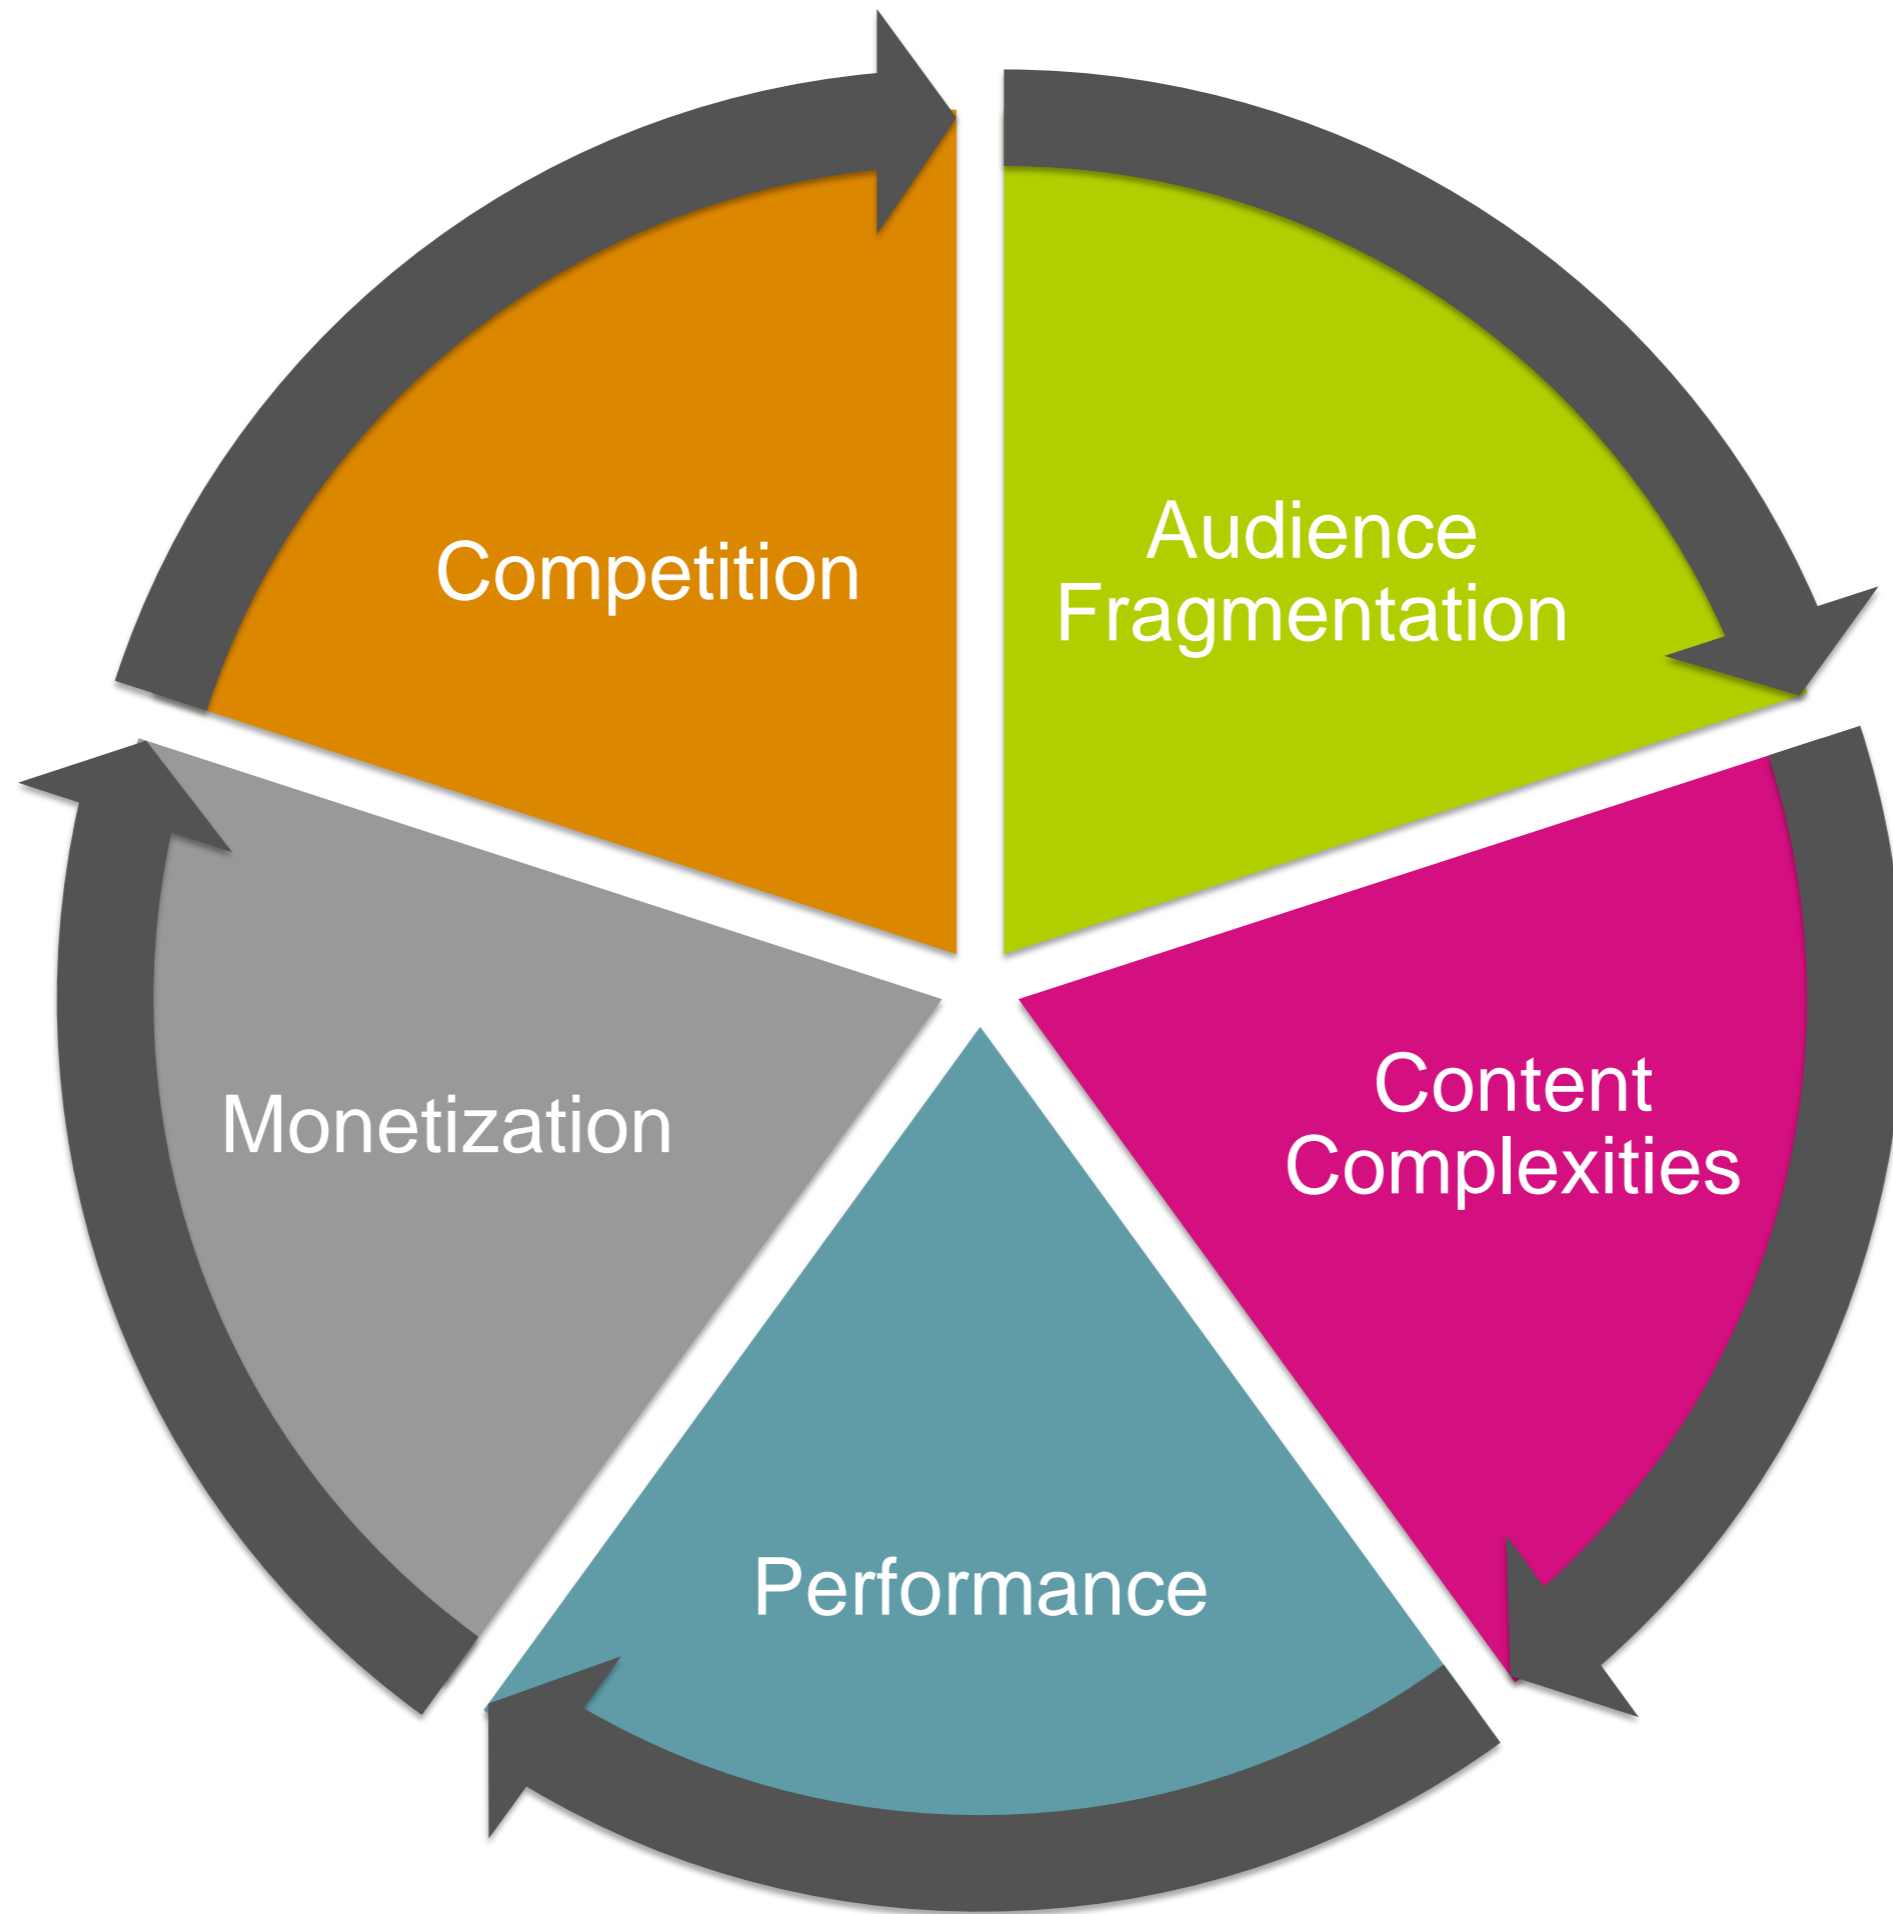 Competition
Audience
Fragmentation
Content
Complexities
Monetization
Performance